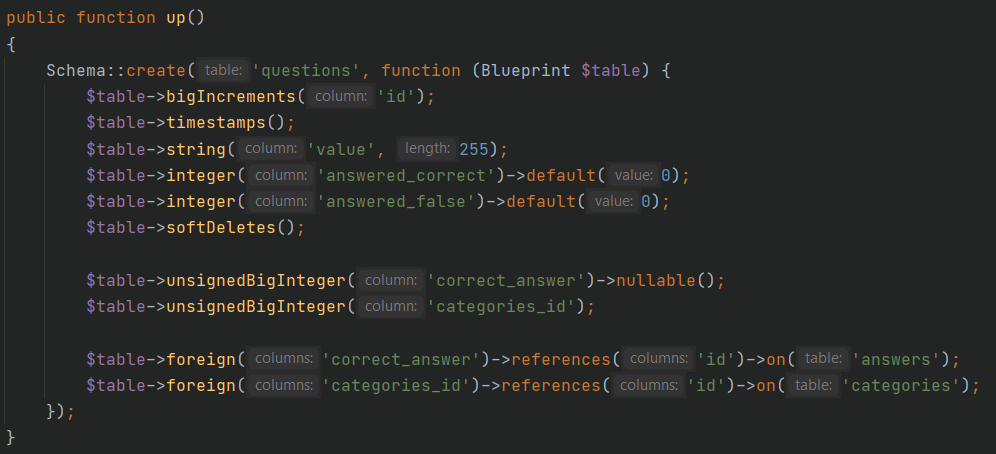 public function up()
{
    Schema::create( table: 'questions', function (Blueprint $table) {
        $table->bigIncrements( column: 'id');
        $table->timestamps();
        $table->string( column: 'value', length: 255);
        $table->integer( column: 'answered_correct')->default( value: 0);
        $table->integer( column: 'answered_false')->default( value: 0);
        $table->softDeletes();

        $table->unsignedBigInteger( column: 'correct_answer')->nullable();
        $table->unsignedBigInteger( column: 'categories_id');

        $table->foreign( columns: 'correct_answer')->references( columns: 'id')->on( table: 'answers');
        $table->foreign( columns: 'categories_id')->references( columns: 'id')->on( table: 'categories');
    });
}